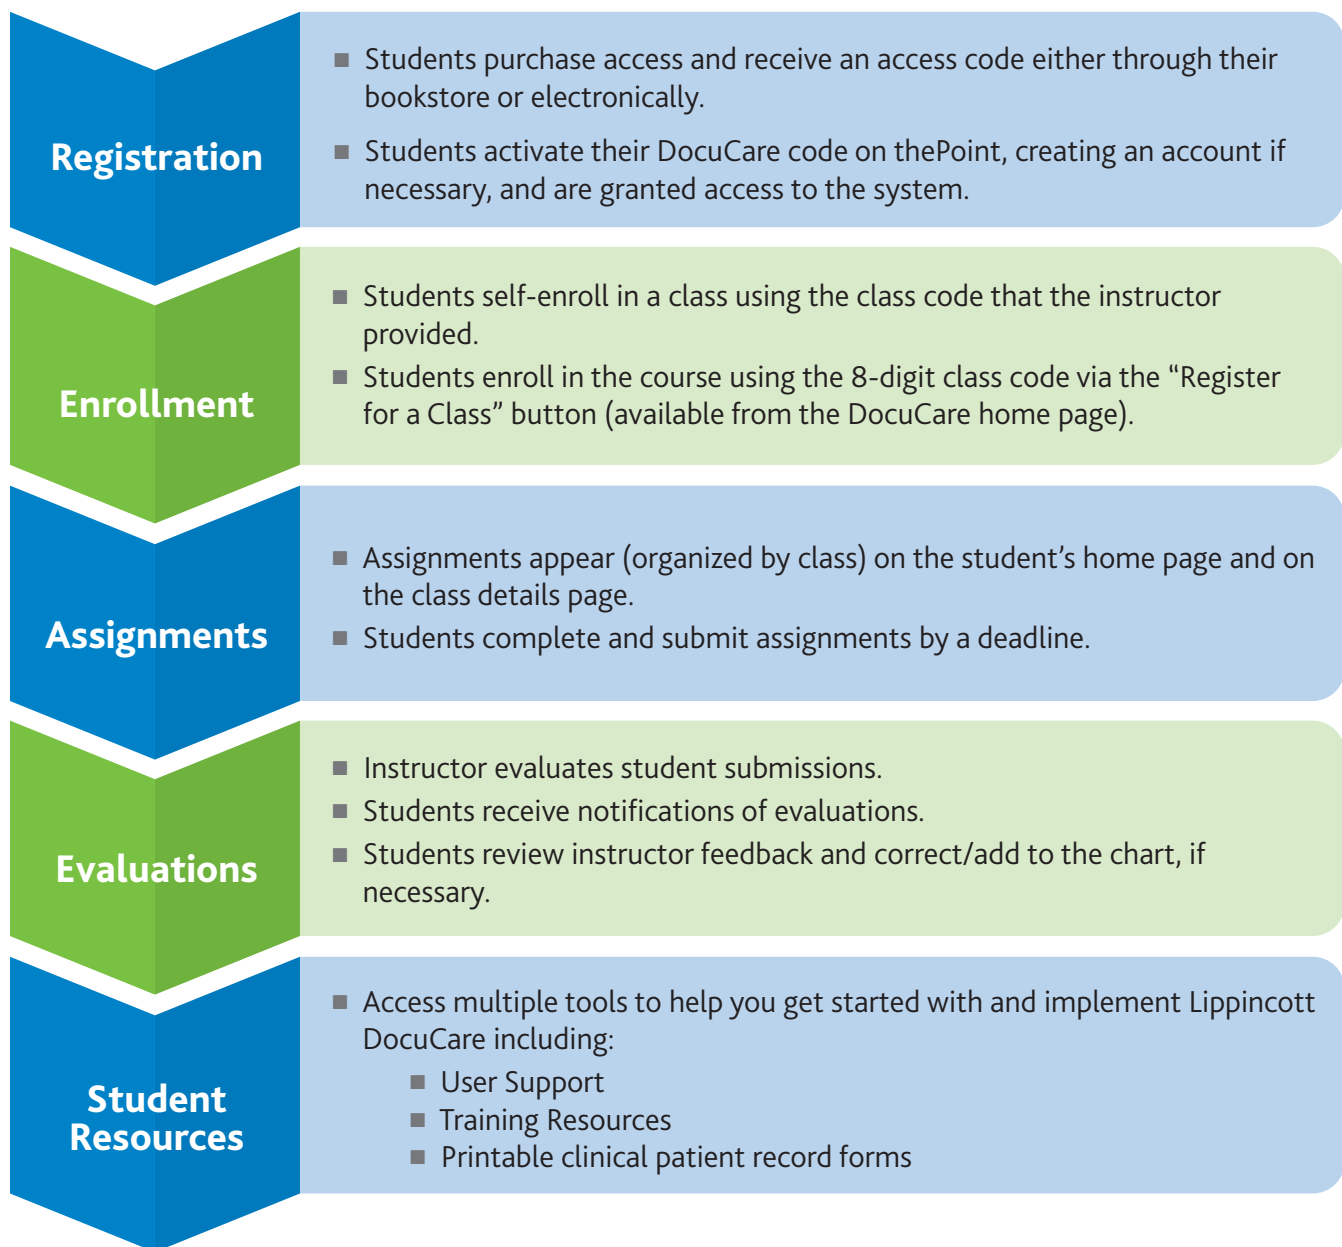 Registration
■ Students purchase access and receive an access code either through their
bookstore or electronically.
■ Students activate their DocuCare code on thePoint, creating an account if
necessary, and are granted access to the system.
Enrollment
■ Students self-enroll in a class using the class code that the instructor
provided.
■ Students enroll in the course using the 8-digit class code via the “Register
for a Class” button (available from the DocuCare home page).
Assignments
■ Assignments appear (organized by class) on the student’s home page and on
the class details page.
■ Students complete and submit assignments by a deadline.
Evaluations
■ Instructor evaluates student submissions.
■ Students receive notifications of evaluations.
■ Students review instructor feedback and correct/add to the chart, if
necessary.
Student
Resources
■ Access multiple tools to help you get started with and implement Lippincott
DocuCare including:
■ User Support
■ Training Resources
■ Printable clinical patient record forms